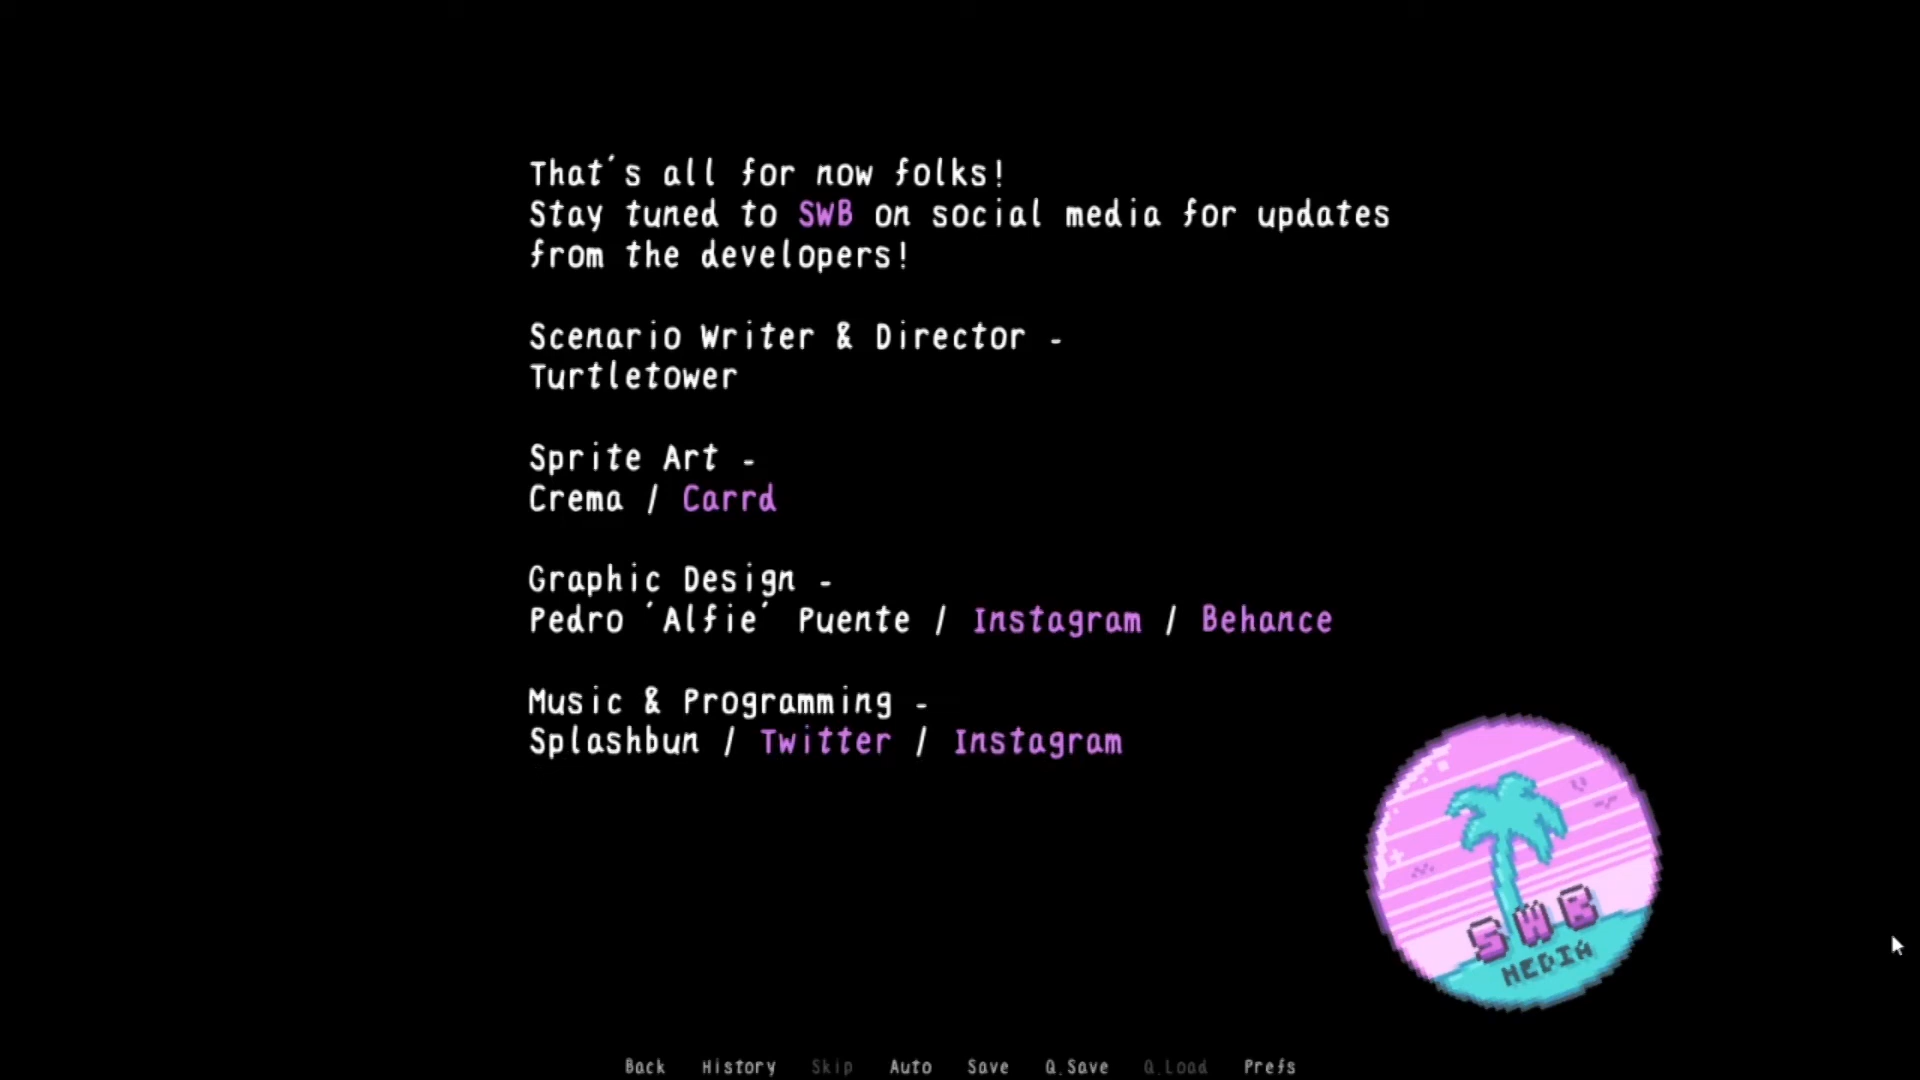 That's all for now folks!
Stay tuned to SWB on social media for updates
from the developers!
Scenario Writer & Director -
Turtletower
Sprite Art -
Crema / Carrd
Graphic Design -
Pedro 'Alfie' Puente / Instagram / Behance
Music & Programming -
Splashbun / Twitter / Instagram
SWB
MEDIA
Back History Skip Auto Save Q.Save Q.Load Prefs